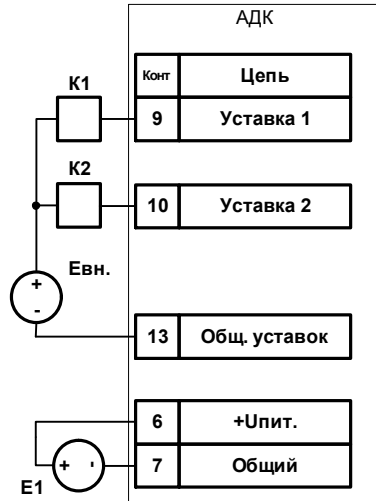 АДК
Конт Цепь
К1
9 Уставка 1
К2
10 Уставка 2
Евн.
+
-
13 Общ. уставок
6 +Uпит.
+ -
7 Общий
Е1